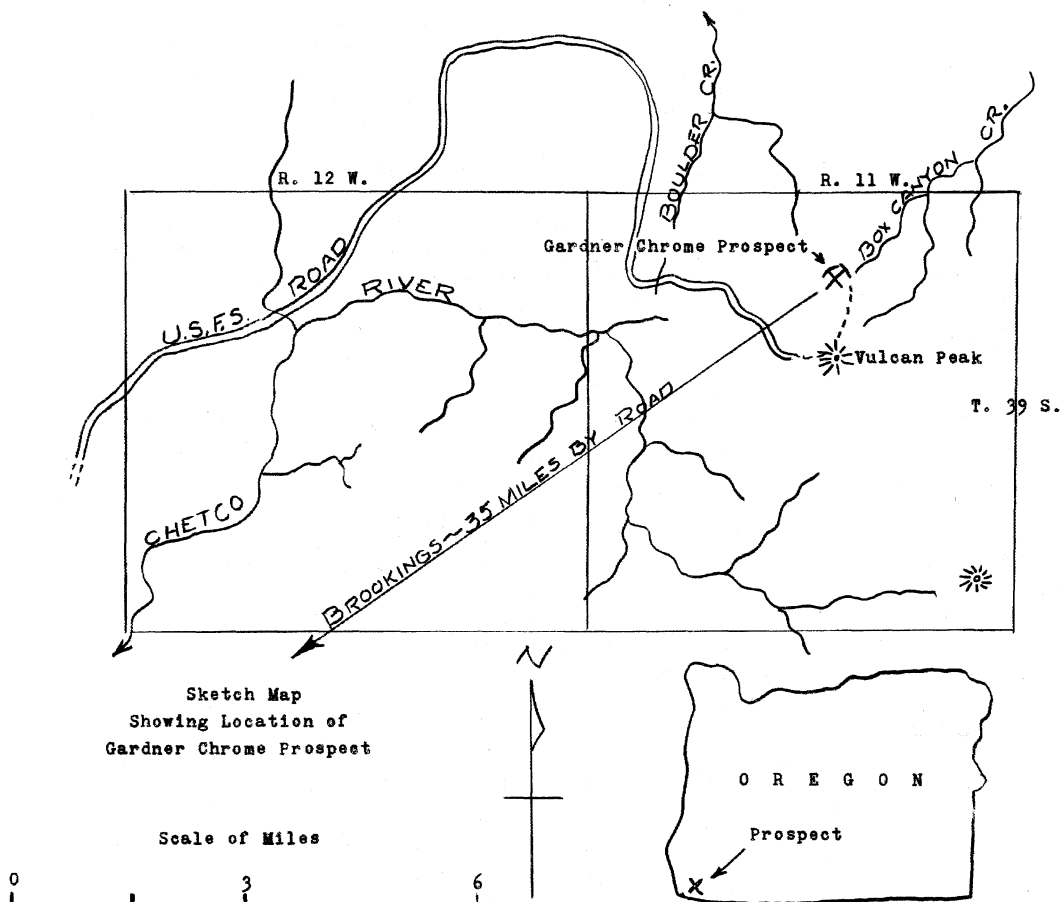 BOULDER CR.
BOX CANYON CR.
R. 12 W.
R. 11 W.
Gardner Chrome Prospect
U.S.F.S. ROAD
RIVER
Vulcan Peak
T. 39 S.
CHETCO
BROOKINGS~35 MILES BY ROAD
N
Sketch Map
Showing Location of
Gardner Chrome Prospect
OREGON
Scale of Miles
Prospect
X
0 3 6